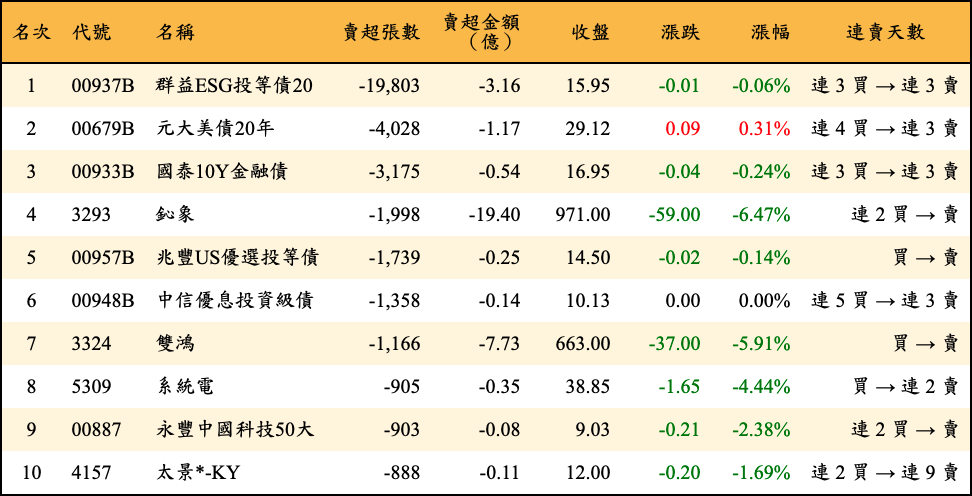 名次 代號 名稱 賣超張數 賣超金額（億） 收盤 漲跌 漲幅 連賣天數
1 00937B 群益ESG投等債20 -19,803 -3.16 15.95 -0.01 -0.06% 連 3 買 → 連 3 賣
2 00679B 元大美債20年 -4,028 -1.17 29.12 0.09 0.31% 連 4 買 → 連 3 賣
3 00933B 國泰10Y金融債 -3,175 -0.54 16.95 -0.04 -0.24% 連 3 買 → 連 3 賣
4 3293 鈊象 -1,998 -19.40 971.00 -59.00 -6.47% 連 2 買 → 賣
5 00957B 兆豐US優選投等債 -1,739 -0.25 14.50 -0.02 -0.14% 買 → 賣
6 00948B 中信優息投資級債 -1,358 -0.14 10.13 0.00 0.00% 連 5 買 → 連 3 賣
7 3324 雙鴻 -1,166 -7.73 663.00 -37.00 -5.91% 買 → 賣
8 5309 系統電 -905 -0.35 38.85 -1.65 -4.44% 買 → 連 2 賣
9 00887 永豐中國科技50大 -903 -0.08 9.03 -0.21 -2.38% 連 2 買 → 賣
10 4157 太景*-KY -888 -0.11 12.00 -0.20 -1.69% 連 2 買 → 連 9 賣